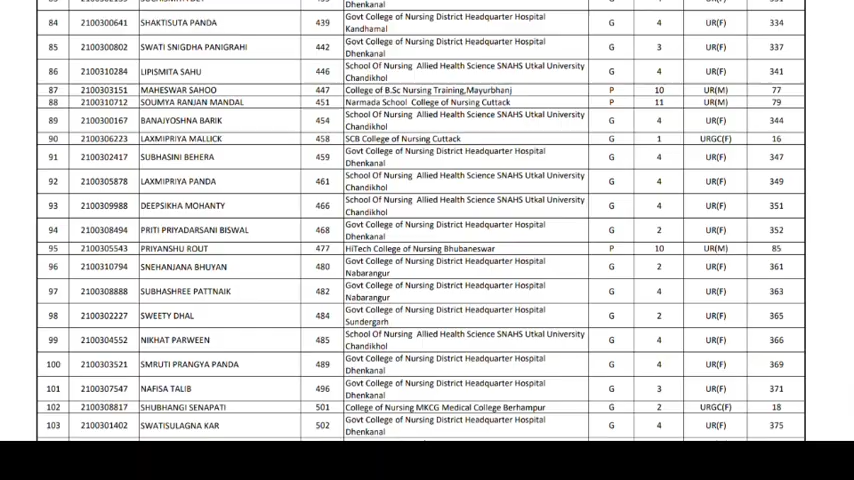 Dhenkanal
84 2100300641 SHAKTISUTA PANDA 439 Govt College of Nursing District Headquarter Hospital Kandhamal G 4 UR(F) 334
85 2100300802 SWATI SNIGDHA PANIGRAHI 442 Govt College of Nursing District Headquarter Hospital Dhenkanal G 3 UR(F) 337
86 2100310284 LIPISMITA SAHU 446 School Of Nursing Allied Health Science SNAHS Utkal University Chandikhol G 4 UR(F) 341
87 2100303151 MAHESWAR SAHOO 447 College of B.Sc Nursing Training,Mayurbhanj P 10 UR(M) 77
88 2100310712 SOUMYA RANJAN MANDAL 451 Narmada School College of Nursing Cuttack P 11 UR(M) 79
89 2100300167 BANAJYOSHNA BARIK 454 School Of Nursing Allied Health Science SNAHS Utkal University Chandikhol G 4 UR(F) 344
90 2100306223 LAXMIPRIYA MALLICK 458 SCB College of Nursing Cuttack G 1 URGC(F) 16
91 2100302417 SUBHASINI BEHERA 459 Govt College of Nursing District Headquarter Hospital Dhenkanal G 4 UR(F) 347
92 2100305878 LAXMIPRIYA PANDA 461 School Of Nursing Allied Health Science SNAHS Utkal University Chandikhol G 4 UR(F) 349
93 2100309988 DEEPSIKHA MOHANTY 466 School Of Nursing Allied Health Science SNAHS Utkal University Chandikhol G 4 UR(F) 351
94 2100308494 PRITI PRIYADARSANI BISWAL 468 Govt College of Nursing District Headquarter Hospital Dhenkanal G 2 UR(F) 352
95 2100305543 PRIYANSHU ROUT 477 HiTech College of Nursing Bhubaneswar P 10 UR(M) 85
96 2100310794 SNEHANJANA BHUYAN 480 Govt College of Nursing District Headquarter Hospital Nabarangur G 2 UR(F) 361
97 2100308888 SUBHASHREE PATTNAIK 482 Govt College of Nursing District Headquarter Hospital Nabarangur G 4 UR(F) 363
98 2100302227 SWEETY DHAL 484 Govt College of Nursing District Headquarter Hospital Sundergarh G 2 UR(F) 365
99 2100304552 NIKHAT PARWEEN 485 School Of Nursing Allied Health Science SNAHS Utkal University Chandikhol G 4 UR(F) 366
100 2100303521 SMRUTI PRANGYA PANDA 489 Govt College of Nursing District Headquarter Hospital Dhenkanal G 4 UR(F) 369
101 2100307547 NAFISA TALIB 496 Govt College of Nursing District Headquarter Hospital Dhenkanal G 3 UR(F) 371
102 2100308817 SHUBHANGI SENAPATI 501 College of Nursing MKCG Medical College Berhampur G 2 URGC(F) 18
103 2100301402 SWATISULAGNA KAR 502 Govt College of Nursing District Headquarter Hospital Dhenkanal G 4 UR(F) 375